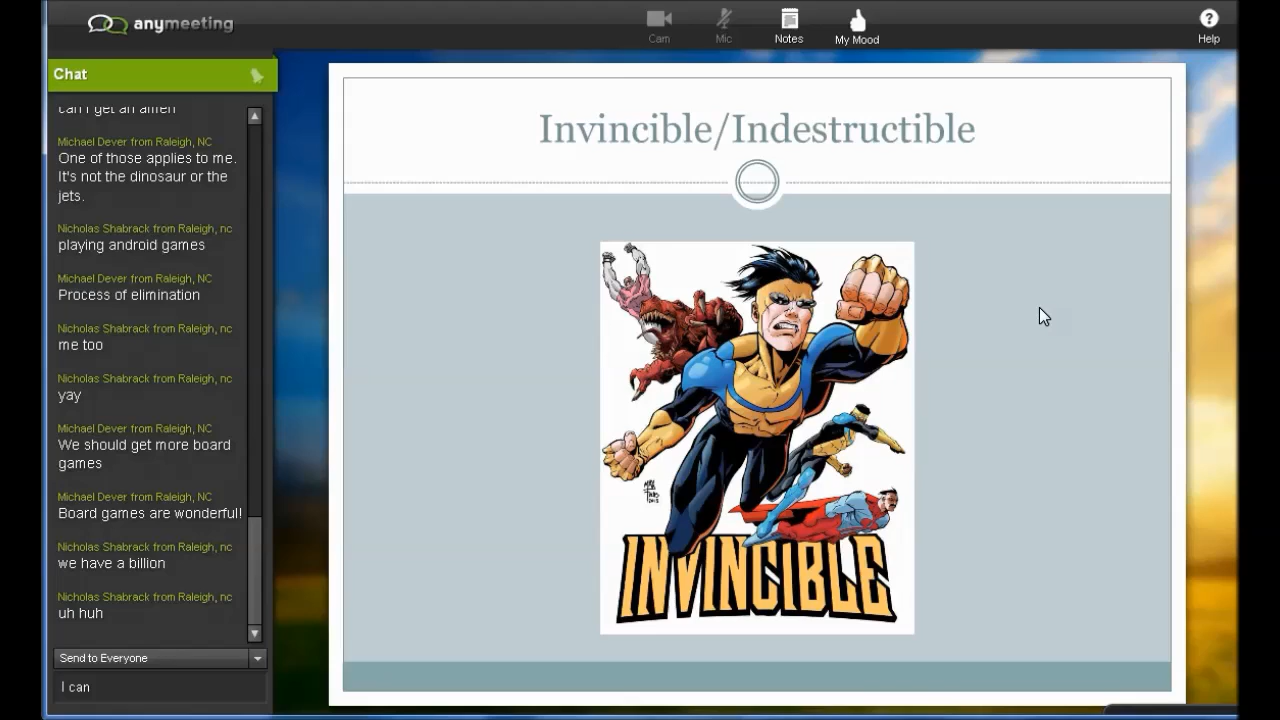 anymeeting
Cam
Mic
Notes
My Mood
Help
Chat
can i get an amen
Michael Dever from Raleigh, NC
One of those applies to me.
It's not the dinosaur or the
jets.
Nicholas Shabrack from Raleigh, nc
playing android games
Michael Dever from Raleigh, NC
Process of elimination
Nicholas Shabrack from Raleigh, nc
me too
Nicholas Shabrack from Raleigh, nc
yay
Michael Dever from Raleigh, NC
We should get more board
games
Michael Dever from Raleigh, NC
Board games are wonderful!
Nicholas Shabrack from Raleigh, nc
we have a billion
Nicholas Shabrack from Raleigh, nc
uh huh
Send to Everyone
I can
Invincible/Indestructible
INVINCIBLE